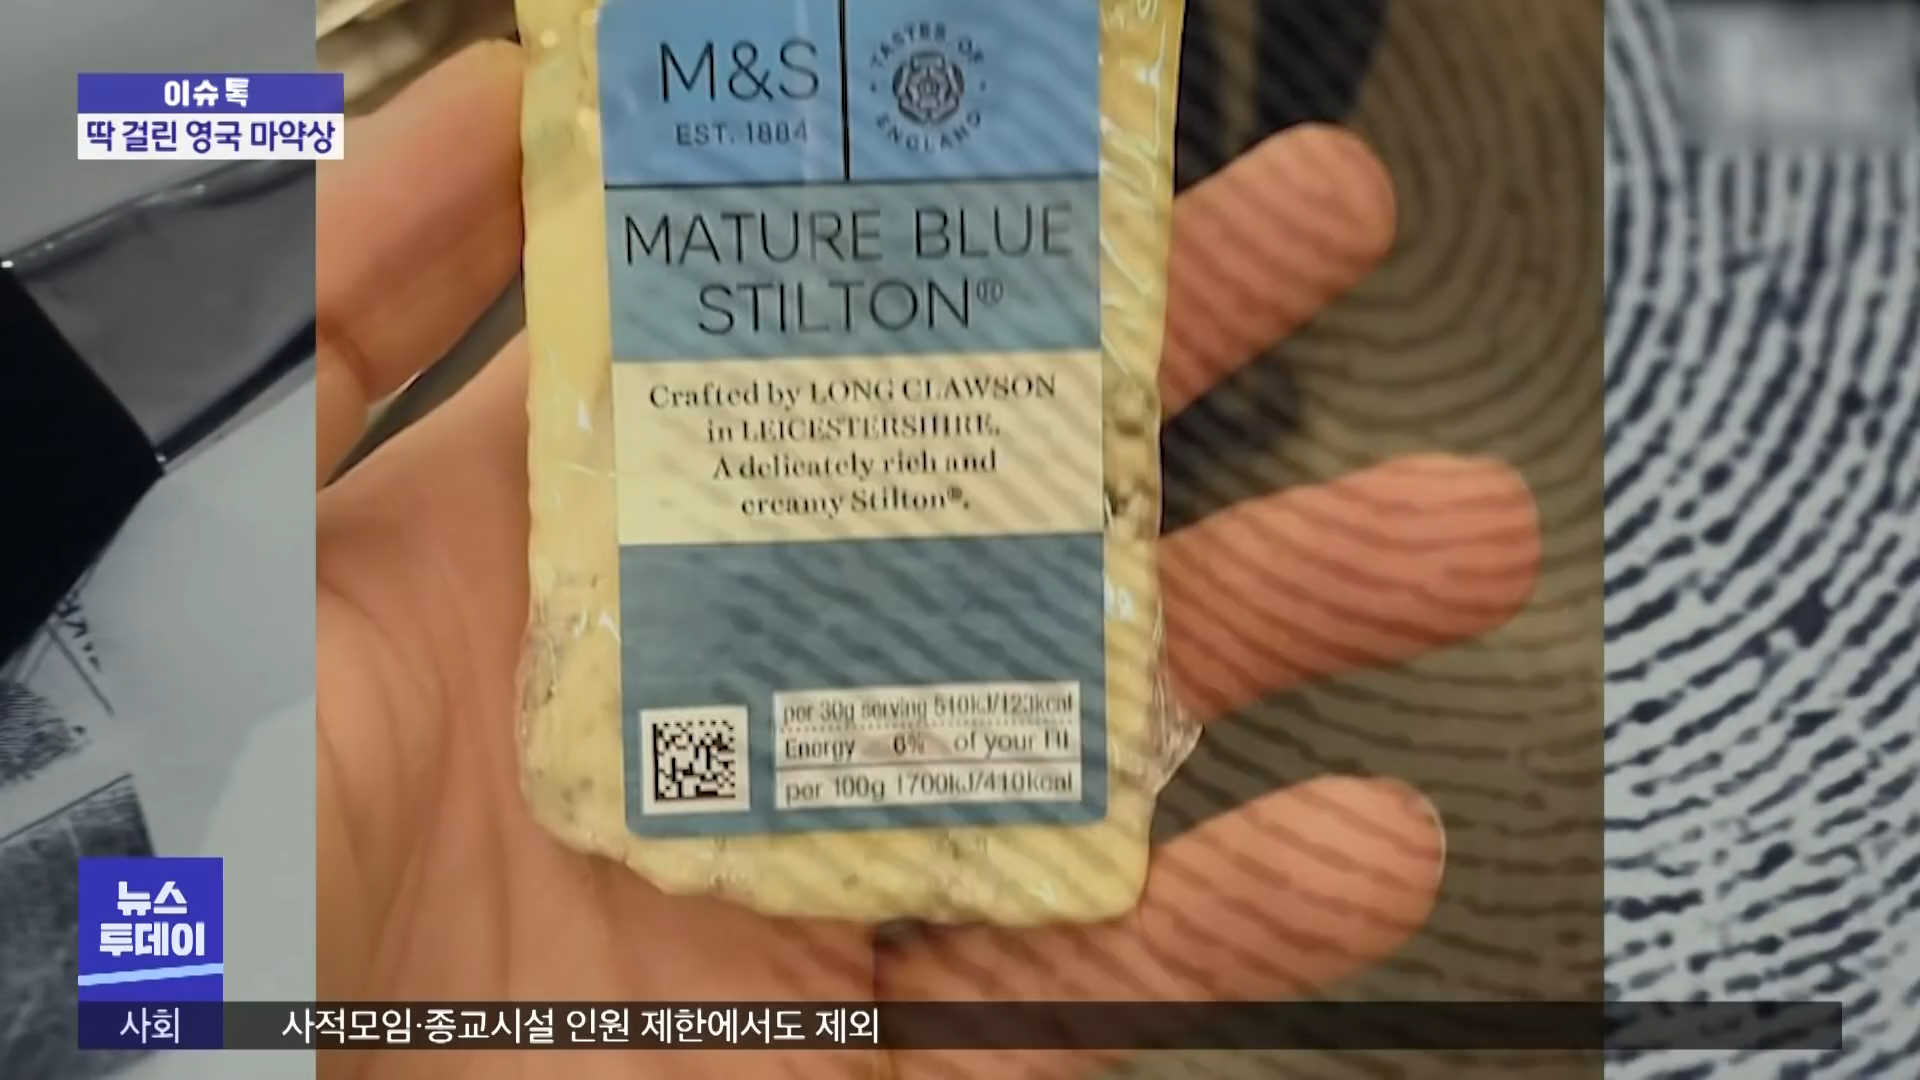 이슈 톡
딱 걸린 영국 마약상
M&S
EST. 1884
TASTES OF
ENGLAND
MATURE BLUE
STILTON®
Crafted by LONG CLAWSON
in LEICESTERSHIRE.
A delicately rich and
creamy Stilton®.
per 30g serving 510kJ/123kcal
Energy 6% of your RI
per 100g 1700kJ/410kcal
뉴스
투데이
사회
사적모임·종교시설 인원 제한에서도 제외